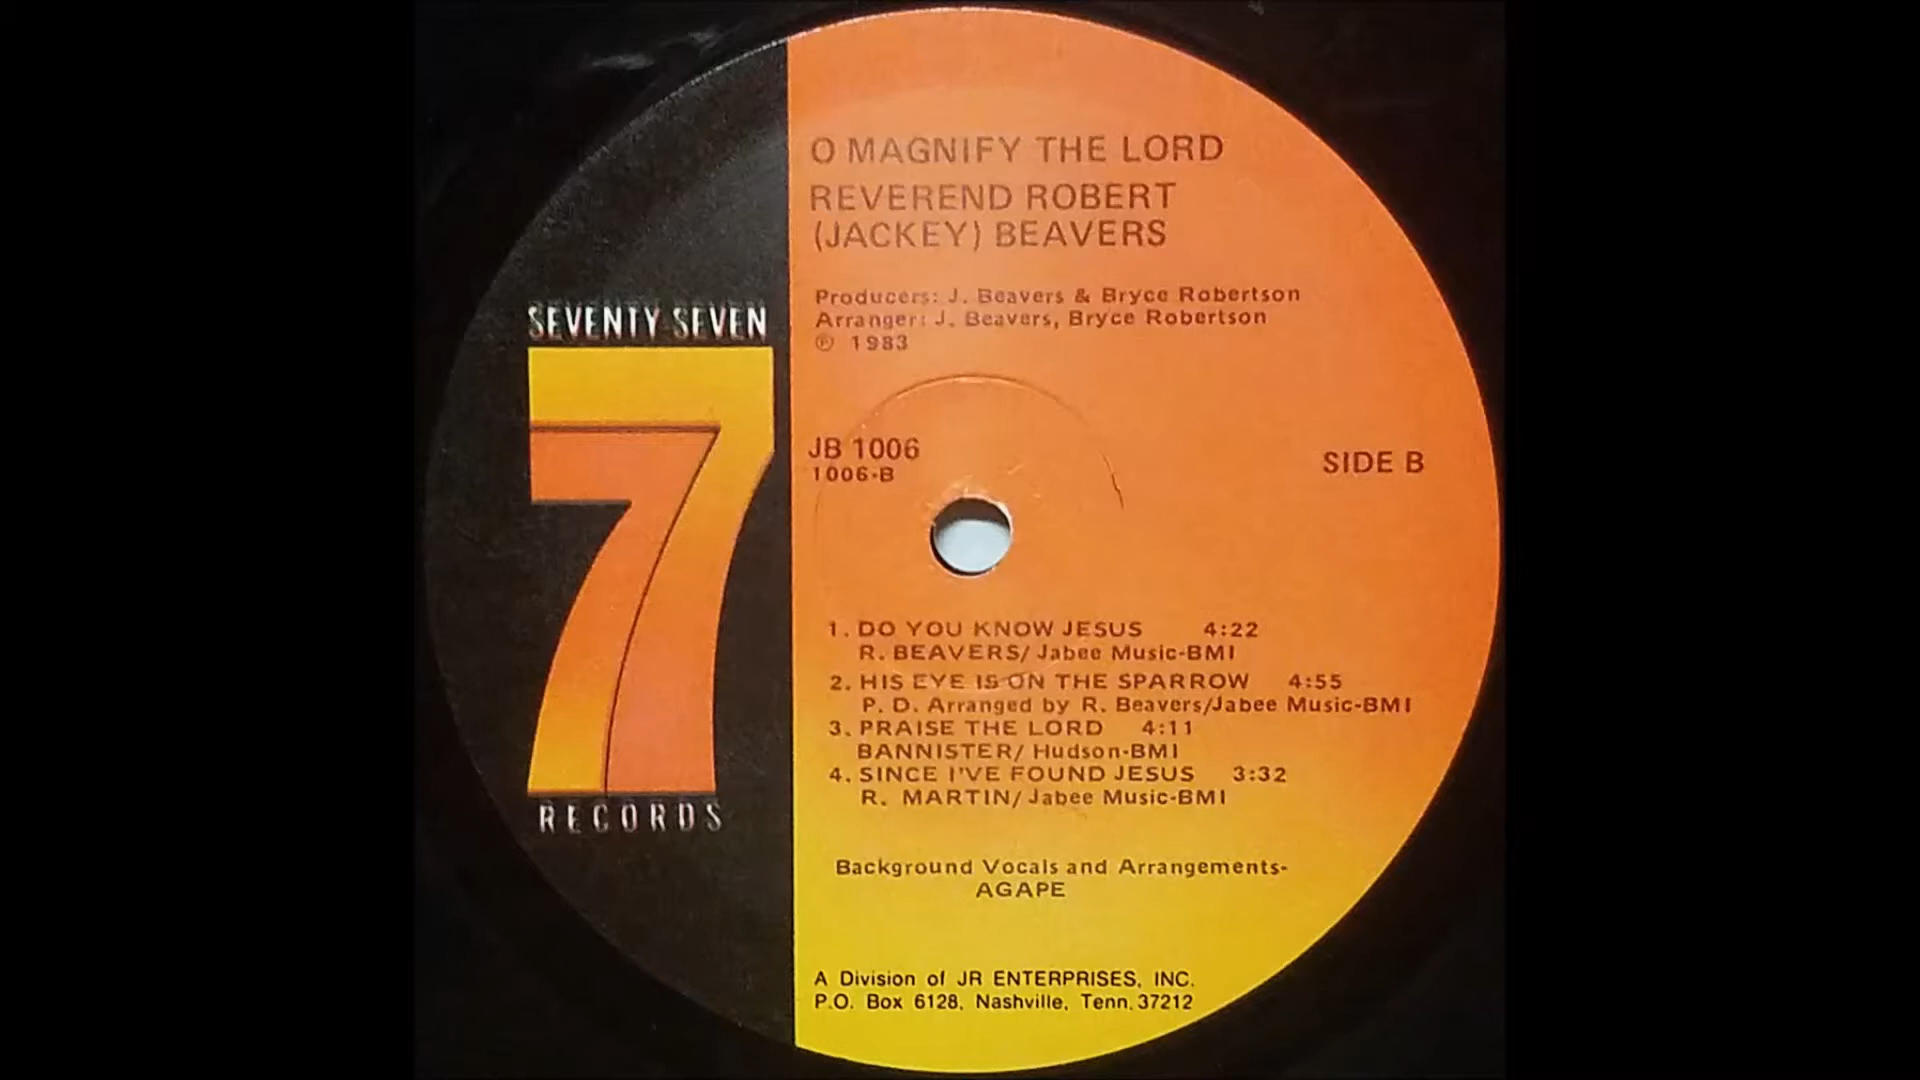 O MAGNIFY THE LORD
REVEREND ROBERT
(JACKEY) BEAVERS
Producers: J. Beavers & Bryce Robertson
Arranger: J. Beavers, Bryce Robertson
℗ 1983
SEVENTY SEVEN
7
RECORDS
JB 1006
1006-B
SIDE B
1. DO YOU KNOW JESUS 4:22
R. BEAVERS/ Jabee Music-BMI
2. HIS EYE IS ON THE SPARROW 4:55
P. D. Arranged by R. Beavers/Jabee Music-BMI
3. PRAISE THE LORD 4:11
BANNISTER/ Hudson-BMI
4. SINCE I'VE FOUND JESUS 3:32
R. MARTIN/ Jabee Music-BMI
Background Vocals and Arrangements-
AGAPE
A Division of JR ENTERPRISES, INC.
P.O. Box 6128, Nashville, Tenn. 37212